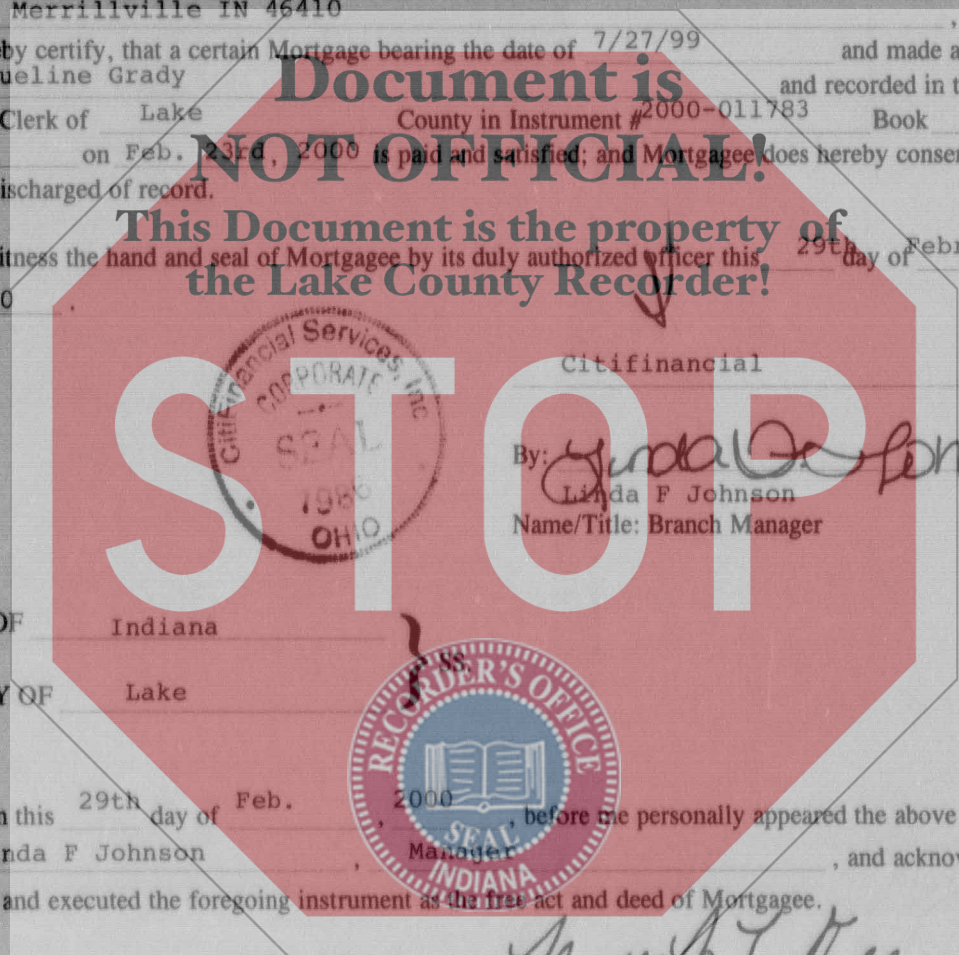 Merrillville IN 46410 ,
by certify, that a certain Mortgage bearing the date of 7/27/99 and made a
ueline Grady and recorded in t
Clerk of Lake County in Instrument # 2000-011783 Book
on Feb. 23rd, 2000 is paid and satisfied; and Mortgagee does hereby conser
ischarged of record.
itness the hand and seal of Mortgagee by its duly authorized officer this 29th day of Febr
0 .
Document is
NOT OFFICIAL!
This Document is the property of
the Lake County Recorder!
STOP
CitiFinancial Services, Inc
CORPORATE
SEAL
OHIO
Citifinancial
By:
Linda F Johnson
Name/Title: Branch Manager
OF Indiana
SS.
Y OF Lake
RECORDER'S OFFICE
SEAL
INDIANA
n this 29th day of Feb. , 2000 , before me personally appeared the above
nda F Johnson , Manager , and acknow
and executed the foregoing instrument as the free act and deed of Mortgagee.